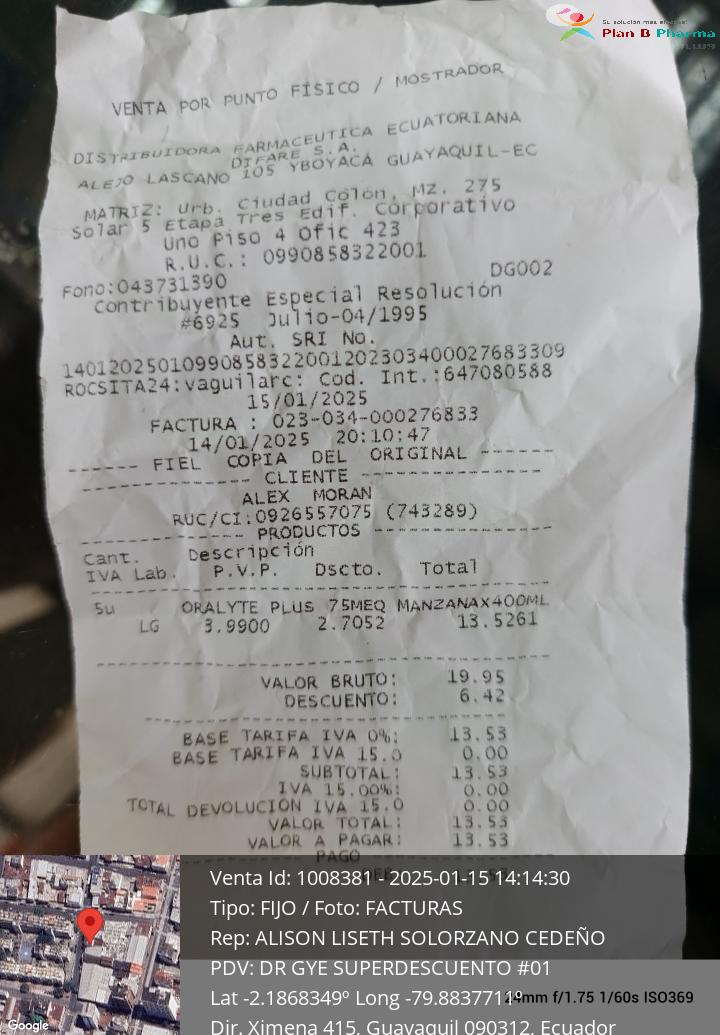 Su solución más efectiva!
Plan B Pharma
VENTA POR PUNTO FÍSICO / MOSTRADOR
DISTRIBUIDORA FARMACEUTICA ECUATORIANA
DIFARE S.A.
ALEJO LASCANO 105 YBOYACA GUAYAQUIL-EC
MATRIZ: Urb. Ciudad Colón, Mz. 275
Solar 5 Etapa Tres Edif. Corporativo
Uno Piso 4 Ofic 423
R.U.C.: 0990858322001
DG002
Fono:043731390
Contribuyente Especial Resolución
#6925 Julio-04/1995
Aut. SRI No.
14012025010990858322001202303400027683309
ROCSITA24:vaguilarc: Cod. Int.:647080588
15/01/2025
FACTURA : 023-034-000276833
14/01/2025 20:10:47
------ FIEL COPIA DEL ORIGINAL ------
-------------- CLIENTE ---------------
ALEX MORAN
RUC/CI:0926557075 (743289)
-------------- PRODUCTOS --------------
Cant. Descripción
IVA Lab. P.V.P. Dscto. Total
5u ORALYTE PLUS 75MEQ MANZANAX400ML
LG 3.9900 2.7052 13.5261
VALOR BRUTO: 19.95
DESCUENTO: 6.42
BASE TARIFA IVA 0%: 13.53
BASE TARIFA IVA 15.0 0.00
SUBTOTAL: 13.53
IVA 15.00%: 0.00
TOTAL DEVOLUCION IVA 15.0 0.00
VALOR TOTAL: 13.53
VALOR A PAGAR: 13.53
PAGO
Venta Id: 1008381 - 2025-01-15 14:14:30
Tipo: FIJO / Foto: FACTURAS
Rep: ALISON LISETH SOLORZANO CEDEÑO
PDV: DR GYE SUPERDESCUENTO #01
Lat -2.1868349º Long -79.8837711
24mm f/1.75 1/60s ISO369
Dir. Ximena 415, Guayaquil 090312, Ecuador
Google